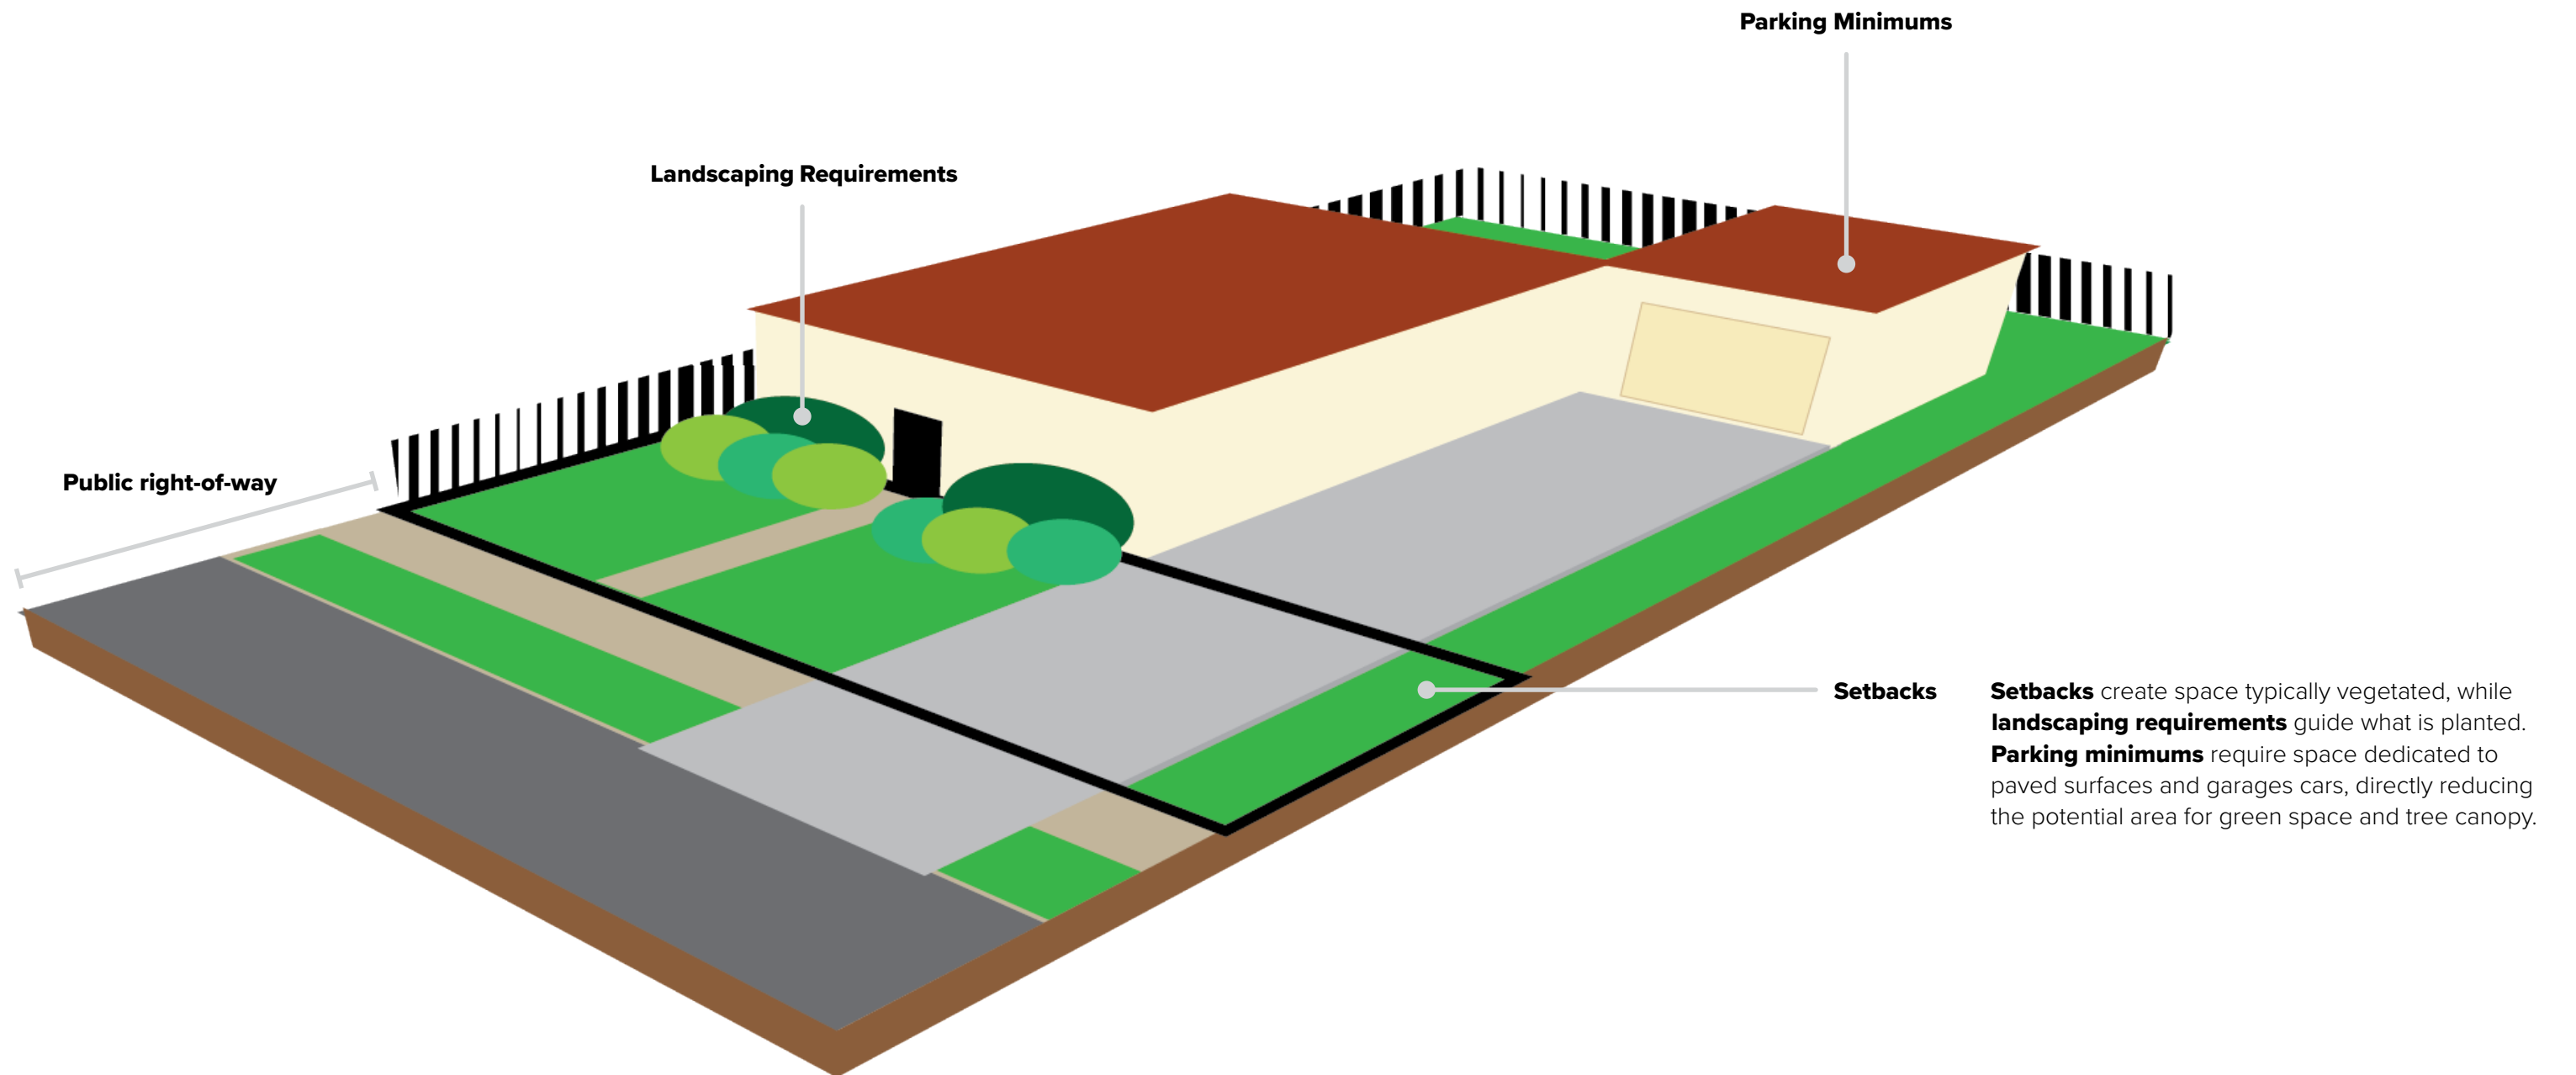 Parking Minimums
Landscaping Requirements
Public right-of-way
Setbacks
Setbacks create space typically vegetated, while
landscaping requirements guide what is planted.
Parking minimums require space dedicated to
paved surfaces and garages cars, directly reducing
the potential area for green space and tree canopy.